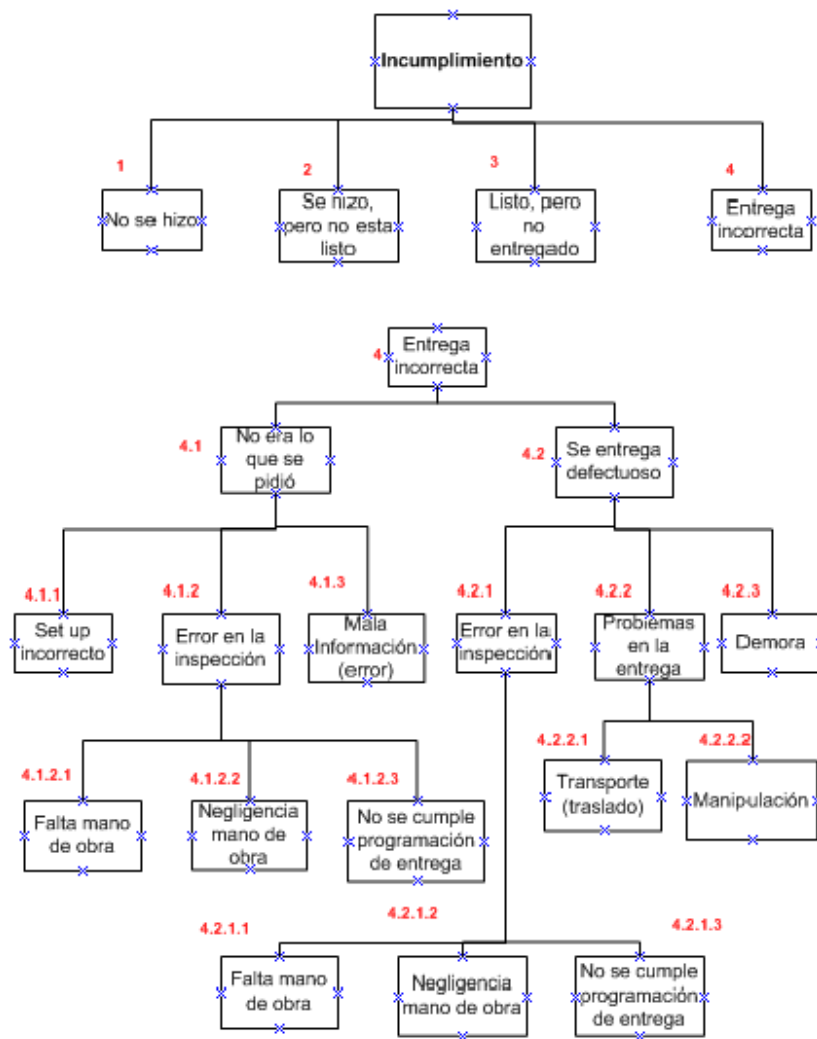 Incumplimiento
1
2
3
4
No se hizo
Se hizo,
pero no esta
listo
Listo, pero
no
entregado
Entrega
incorrecta
4
Entrega
incorrecta
4.1
No era lo
que se
pidió
4.2
Se entrega
defectuoso
4.1.1
Set up
incorrecto
4.1.2
Error en la
inspección
4.1.3
Mala
Información
(error)
4.2.1
Error en la
inspección
4.2.2
Problemas
en la
entrega
4.2.3
Demora
4.1.2.1
Falta mano
de obra
4.1.2.2
Negligencia
mano de
obra
4.1.2.3
No se cumple
programación
de entrega
4.2.2.1
Transporte
(traslado)
4.2.2.2
Manipulación
4.2.1.1
Falta mano
de obra
4.2.1.2
Negligencia
mano de obra
4.2.1.3
No se cumple
programación
de entrega